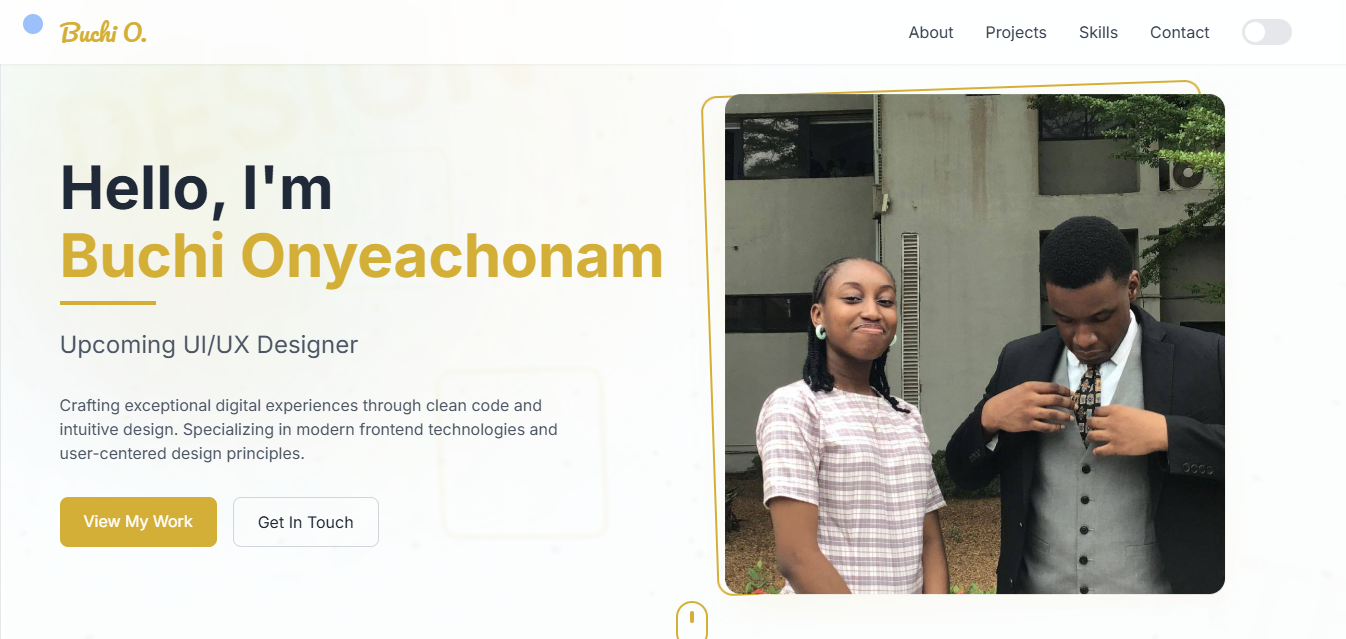 Buchi O.
About Projects Skills Contact
DESIGN
Hello, I'm
Buchi Onyeachonam
Upcoming UI/UX Designer
Crafting exceptional digital experiences through clean code and
intuitive design. Specializing in modern frontend technologies and
user-centered design principles.
View My Work Get In Touch